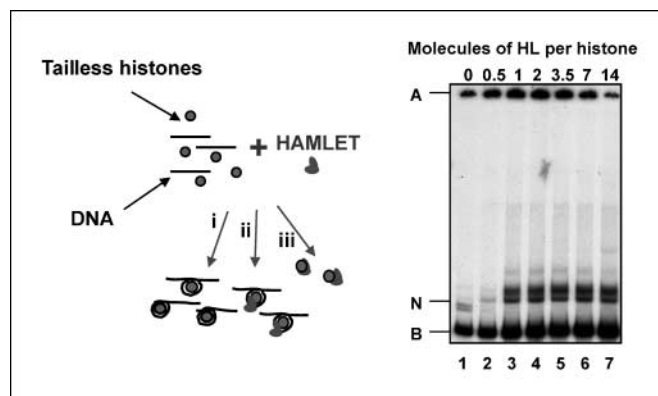 Molecules of HL per histone
0 0.5 1 2 3.5 7 14
Tailless histones
A
+ HAMLET
DNA
i ii iii
N
B
1 2 3 4 5 6 7